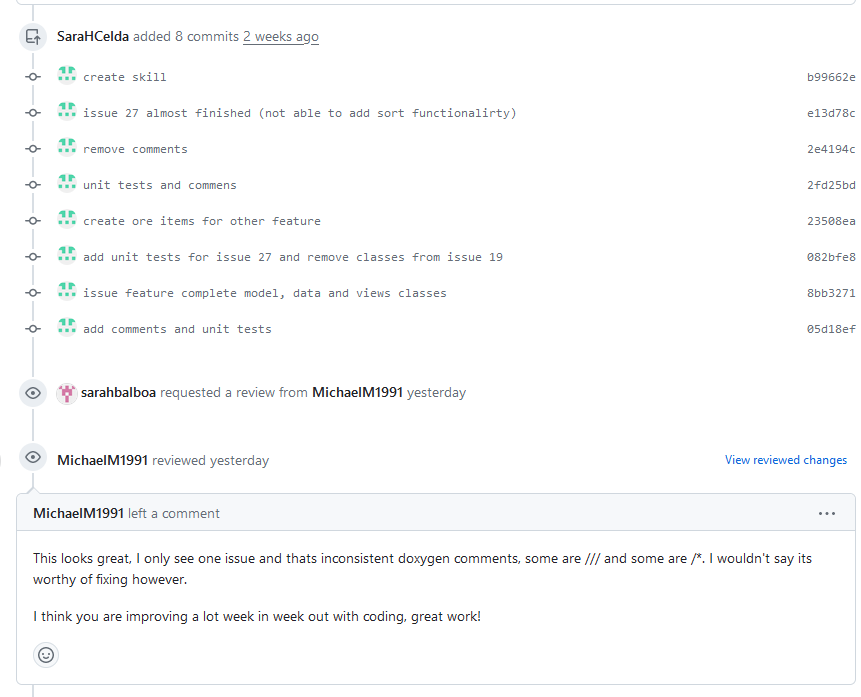 SaraHCelda added 8 commits 2 weeks ago
create skill b99662e
issue 27 almost finished (not able to add sort functionalirty) e13d78c
remove comments 2e4194c
unit tests and commens 2fd25bd
create ore items for other feature 23508ea
add unit tests for issue 27 and remove classes from issue 19 082bfe8
issue feature complete model, data and views classes 8bb3271
add comments and unit tests 05d18ef
sarahbalboa requested a review from MichaelM1991 yesterday
MichaelM1991 reviewed yesterday View reviewed changes
MichaelM1991 left a comment
This looks great, I only see one issue and thats inconsistent doxygen comments, some are /// and some are /*. I wouldn't say its
worthy of fixing however.
I think you are improving a lot week in week out with coding, great work!